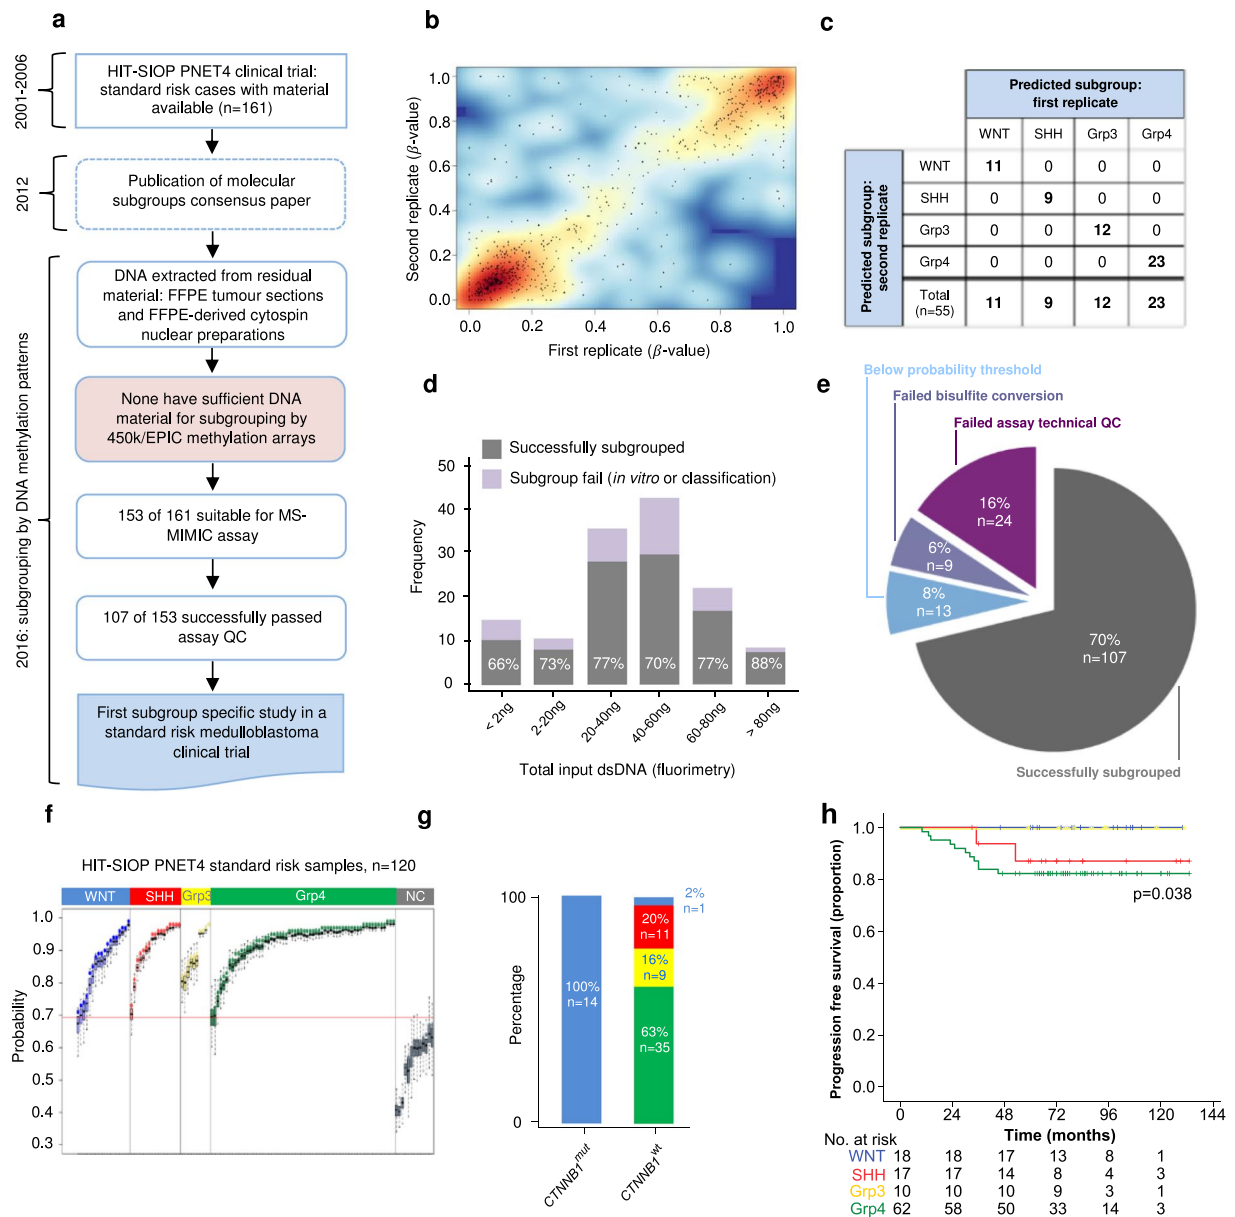 a
2001-2006
HIT-SIOP PNET4 clinical trial:
standard risk cases with material
available (n=161)
2012
Publication of molecular
subgroups consensus paper
2016: subgrouping by DNA methylation patterns
DNA extracted from residual
material: FFPE tumour sections
and FFPE-derived cytospin
nuclear preparations
None have sufficient DNA
material for subgrouping by
450k/EPIC methylation arrays
153 of 161 suitable for MS-
MIMIC assay
107 of 153 successfully passed
assay QC
First subgroup specific study in a
standard risk medulloblastoma
clinical trial
b
Second replicate (β-value)
1.0
0.8
0.6
0.4
0.2
0.0
0.0 0.2 0.4 0.6 0.8 1.0
First replicate (β-value)
c
Predicted subgroup:
first replicate
WNT SHH Grp3 Grp4
Predicted subgroup:
second replicate
WNT 11 0 0 0
SHH 0 9 0 0
Grp3 0 0 12 0
Grp4 0 0 0 23
Total
(n=55) 11 9 12 23
d
Successfully subgrouped
Subgroup fail (in vitro or classification)
Frequency
50
40
30
20
10
0
66% 73% 77% 70% 77% 88%
< 2ng 2-20ng 20-40ng 40-60ng 60-80ng > 80ng
Total input dsDNA (fluorimetry)
e
Below probability threshold
Failed bisulfite conversion
Failed assay technical QC
16%
n=24
6%
n=9
8%
n=13
70%
n=107
Successfully subgrouped
f
HIT-SIOP PNET4 standard risk samples, n=120
WNT SHH Grp3 Grp4 NC
Probability
1.0
0.9
0.8
0.7
0.6
0.5
0.4
0.3
g
Percentage
100
0
100%
n=14
2%
n=1
20%
n=11
16%
n=9
63%
n=35
CTNNB1mut
CTNNB1wt
h
Progression free survival (proportion)
1.0
0.8
0.6
0.4
0.2
0.0
p=0.038
0 24 48 72 96 120 144
Time (months)
No. at risk
WNT 18 18 17 13 8 1
SHH 17 17 14 8 4 3
Grp3 10 10 10 9 3 1
Grp4 62 58 50 33 14 3